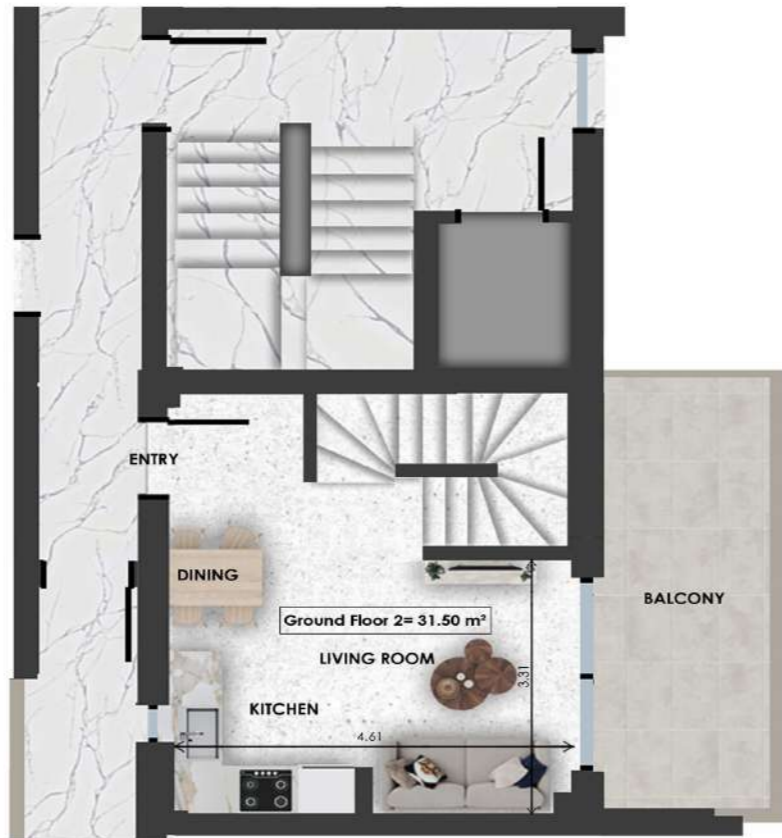 ENTRY
DINING
BALCONY
Ground Floor 2= 31.50 m²
LIVING ROOM
3.31
KITCHEN
4.61